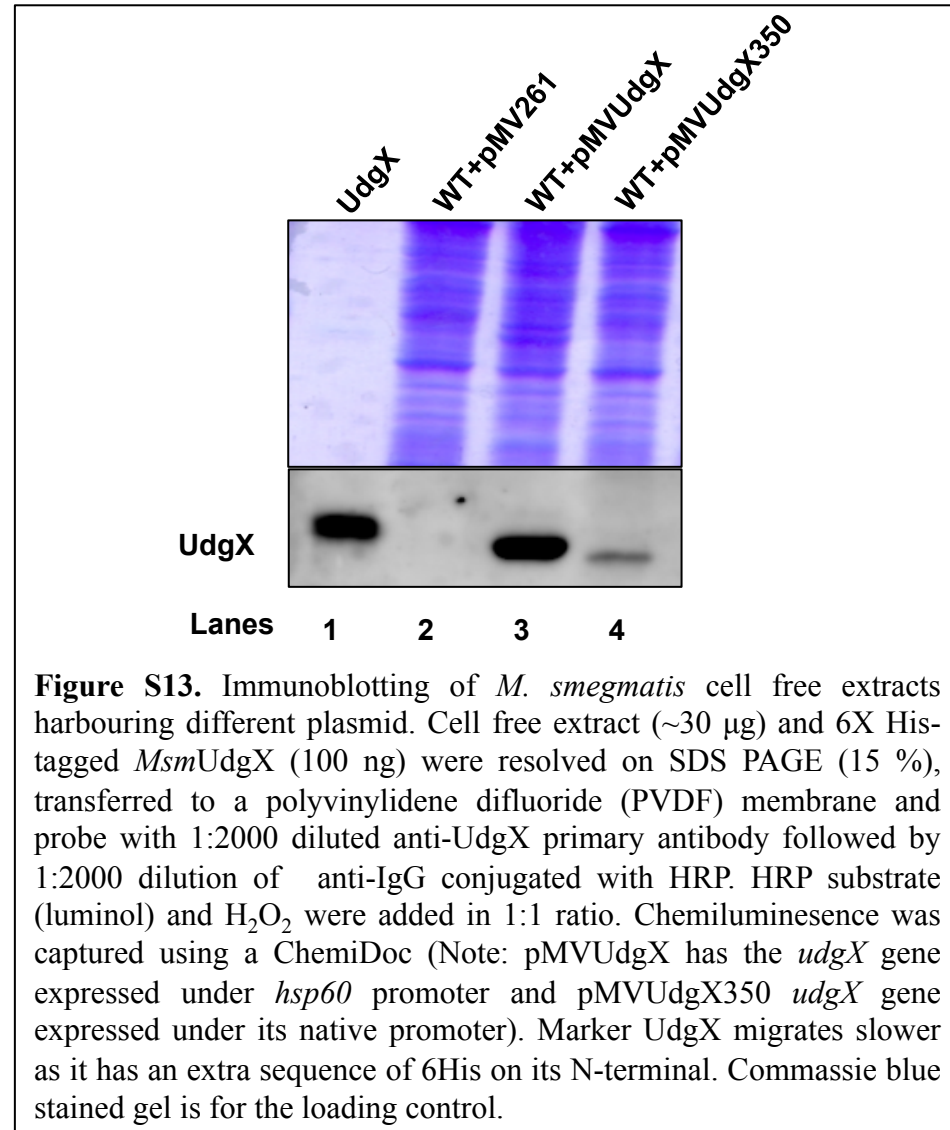 UdgX
WT+pMV261
WT+pMVUdgX
WT+pMVUdgX350
UdgX
Lanes 1 2 3 4
Figure S13. Immunoblotting of M. smegmatis cell free extracts
harbouring different plasmid. Cell free extract (~30 μg) and 6X His-
tagged MsmUdgX (100 ng) were resolved on SDS PAGE (15 %),
transferred to a polyvinylidene difluoride (PVDF) membrane and
probe with 1:2000 diluted anti-UdgX primary antibody followed by
1:2000 dilution of anti-IgG conjugated with HRP. HRP substrate
(luminol) and H₂O₂ were added in 1:1 ratio. Chemiluminesence was
captured using a ChemiDoc (Note: pMVUdgX has the udgX gene
expressed under hsp60 promoter and pMVUdgX350 udgX gene
expressed under its native promoter). Marker UdgX migrates slower
as it has an extra sequence of 6His on its N-terminal. Commassie blue
stained gel is for the loading control.